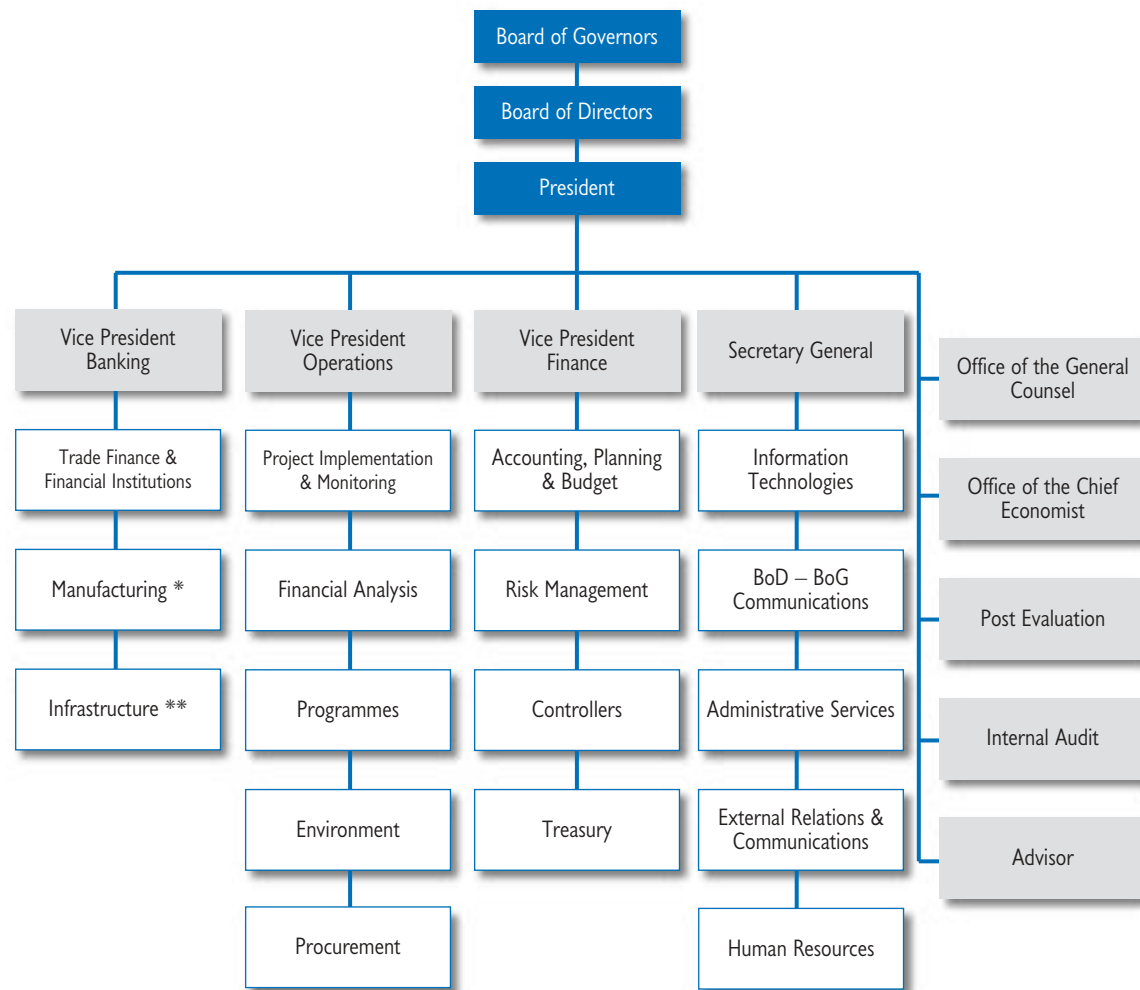 Board of Governors
Board of Directors
President
Vice President
Banking
Vice President
Operations
Vice President
Finance
Secretary General
Office of the General
Counsel
Trade Finance &
Financial Institutions
Project Implementation
& Monitoring
Accounting, Planning
& Budget
Information
Technologies
Office of the Chief
Economist
Manufacturing *
Financial Analysis
Risk Management
BoD – BoG
Communications
Post Evaluation
Infrastructure **
Programmes
Controllers
Administrative Services
Internal Audit
Environment
Treasury
External Relations &
Communications
Advisor
Procurement
Human Resources